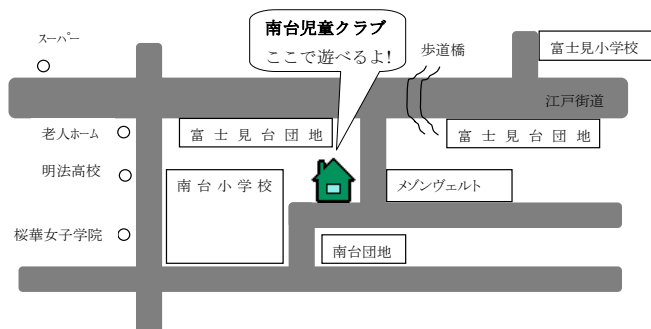 南台児童クラブ
ここで遊べるよ!
スーパー
歩道橋
富士見小学校
江戸街道
老人ホーム
富士見台団地
富士見台団地
明法高校
南台小学校
メゾンヴェルト
桜華女子学院
南台団地